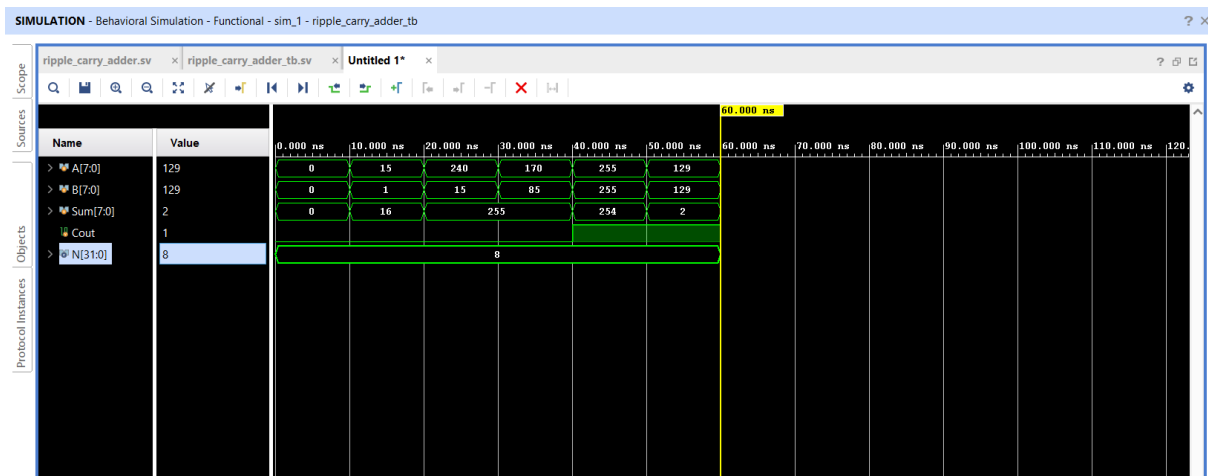 SIMULATION - Behavioral Simulation - Functional - sim_1 - ripple_carry_adder_tb ? ×
Scope
Sources
Objects
Protocol Instances
ripple_carry_adder.sv × ripple_carry_adder_tb.sv × Untitled 1* × ?
60.000 ns
Name Value 0.000 ns 10.000 ns 20.000 ns 30.000 ns 40.000 ns 50.000 ns 60.000 ns 70.000 ns 80.000 ns 90.000 ns 100.000 ns 110.000 ns 120.
> A[7:0] 129 0 15 240 170 255 129
> B[7:0] 129 0 1 15 85 255 129
> Sum[7:0] 2 0 16 255 254 2
Cout 1
> N[31:0] 8 8